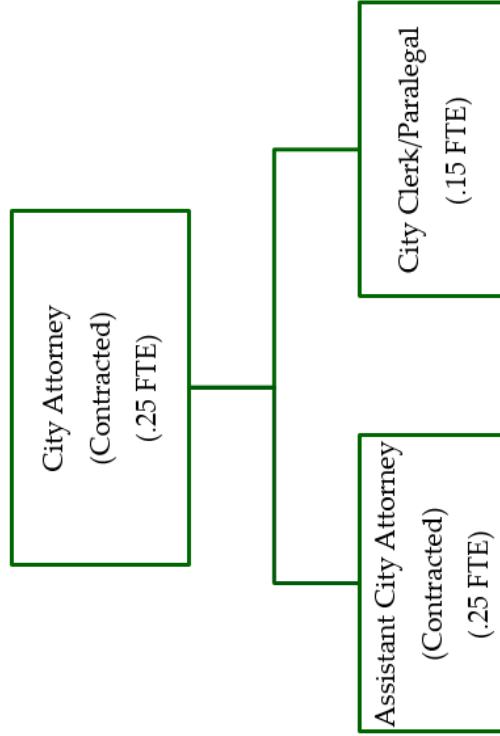 City Attorney
(Contracted)
(.25 FTE)
Assistant City Attorney
(Contracted)
(.25 FTE)
City Clerk/Paralegal
(.15 FTE)